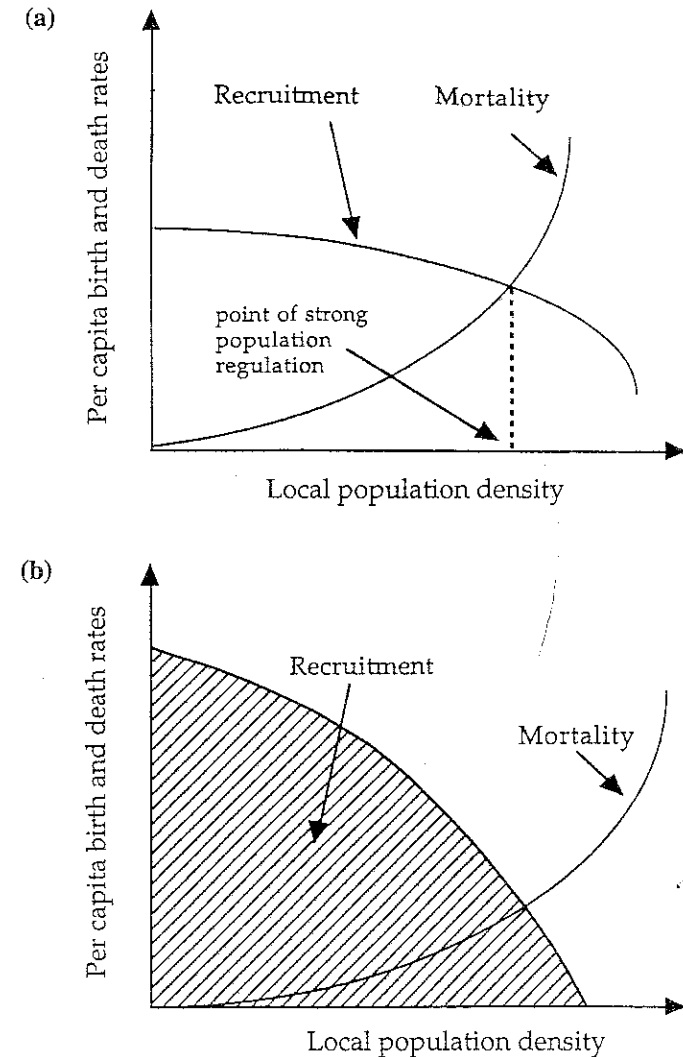 (a)
Per capita birth and death rates
Recruitment
Mortality
point of strong
population
regulation
Local population density
(b)
Per capita birth and death rates
Recruitment
Mortality
Local population density